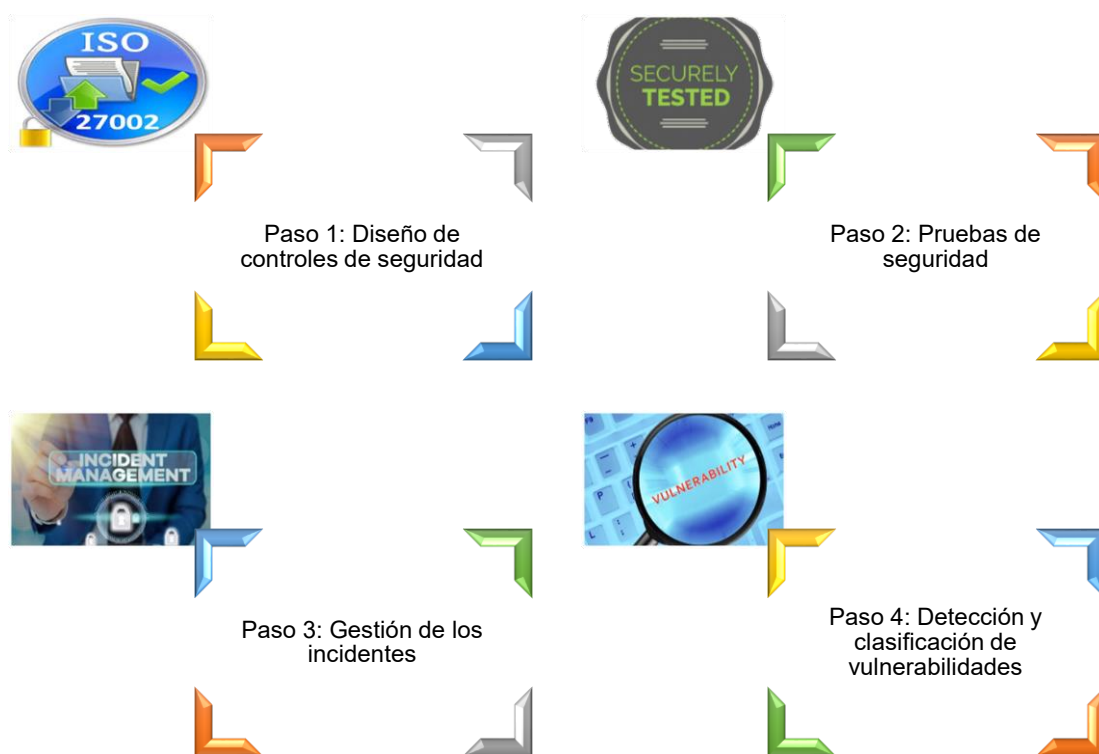 ISO
27002
SECURELY
TESTED
Paso 1: Diseño de
controles de seguridad
Paso 2: Pruebas de
seguridad
INCIDENT
MANAGEMENT
VULNERABILITY
Paso 3: Gestión de los
incidentes
Paso 4: Detección y
clasificación de
vulnerabilidades